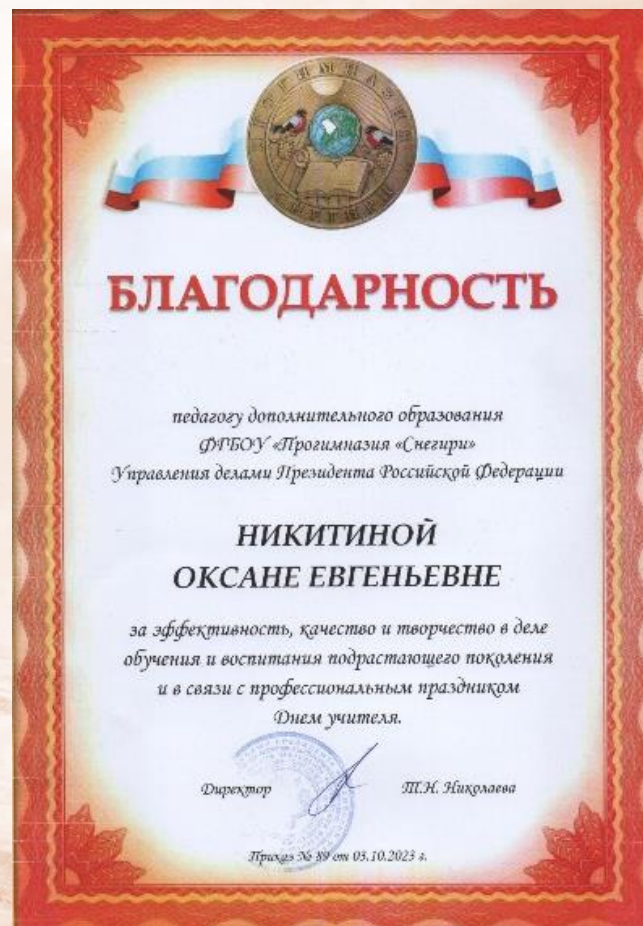 ПРОГИМНАЗИЯ
СНЕГИРИ
БЛАГОДАРНОСТЬ
педагогу дополнительного образования
ФГБОУ «Прогимназия «Снегири»
Управления делами Президента Российской Федерации
НИКИТИНОЙ
ОКСАНЕ ЕВГЕНЬЕВНЕ
за эффективность, качество и творчество в деле
обучения и воспитания подрастающего поколения
и в связи с профессиональным праздником
Днем учителя.
Директор Т.Н. Николаева
Приказ № 89 от 03.10.2023 г.